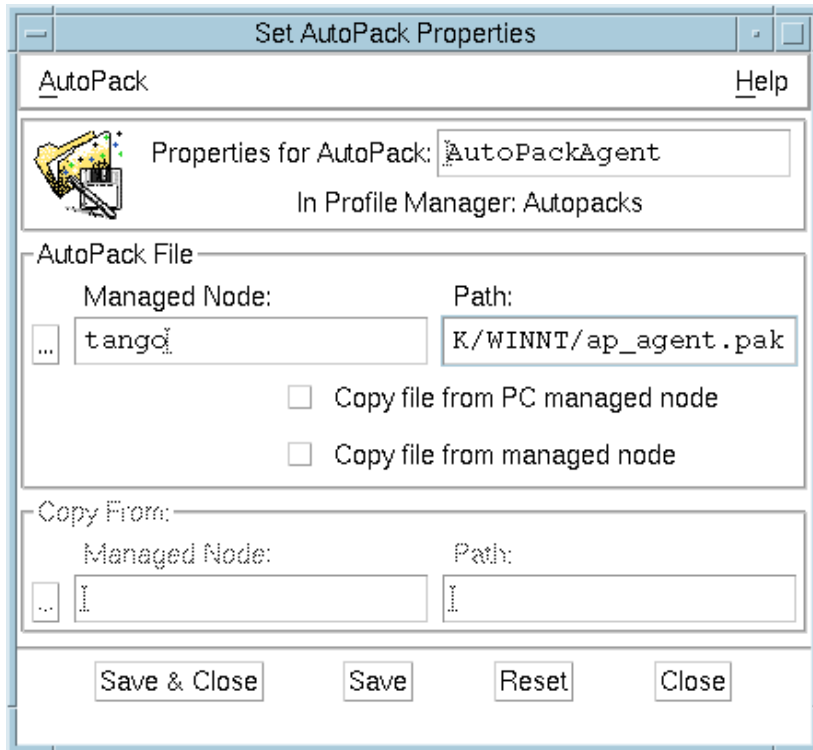 Set AutoPack Properties
AutoPack Help
Properties for AutoPack: AutoPackAgent
In Profile Manager: Autopacks
AutoPack File
Managed Node: Path:
... tango K/WINNT/ap_agent.pak
Copy file from PC managed node
Copy file from managed node
Copy From:
Managed Node: Path:
...
Save & Close Save Reset Close